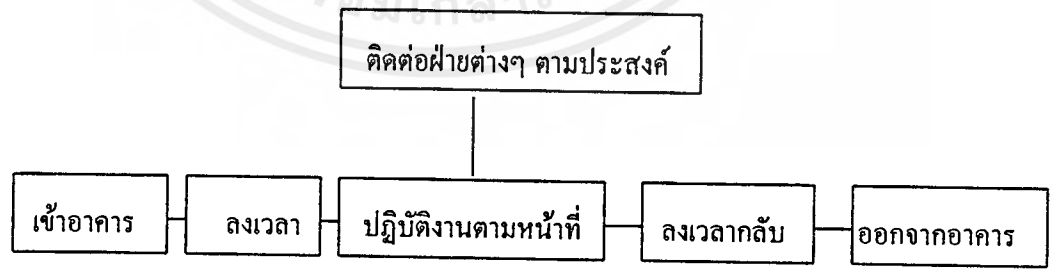 ติดต่อฝ่ายต่างๆ ตามประสงค์
เข้าอาคาร
ลงเวลา
ปฏิบัติงานตามหน้าที่
ลงเวลากลับ
ออกจากอาคาร